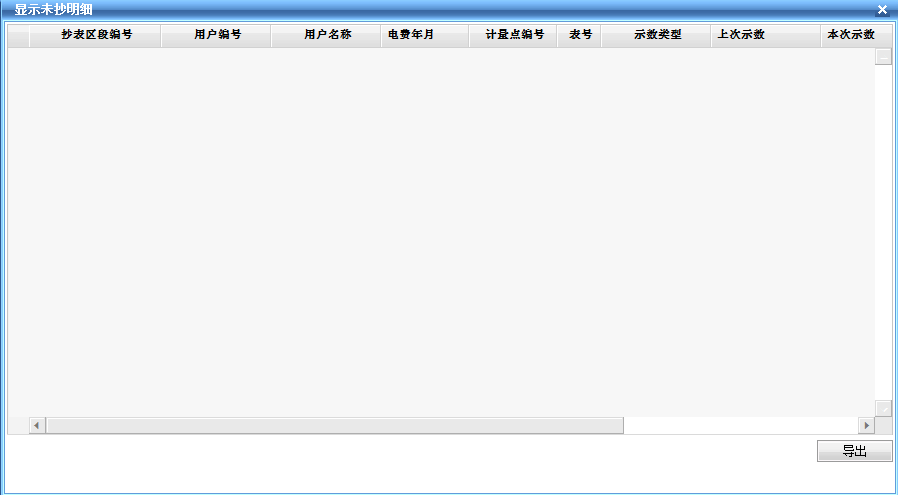 显示未抄明细
抄表区段编号 用户编号 用户名称 电费年月 计量点编号 表号 示数类型 上次示数 本次示数
导出